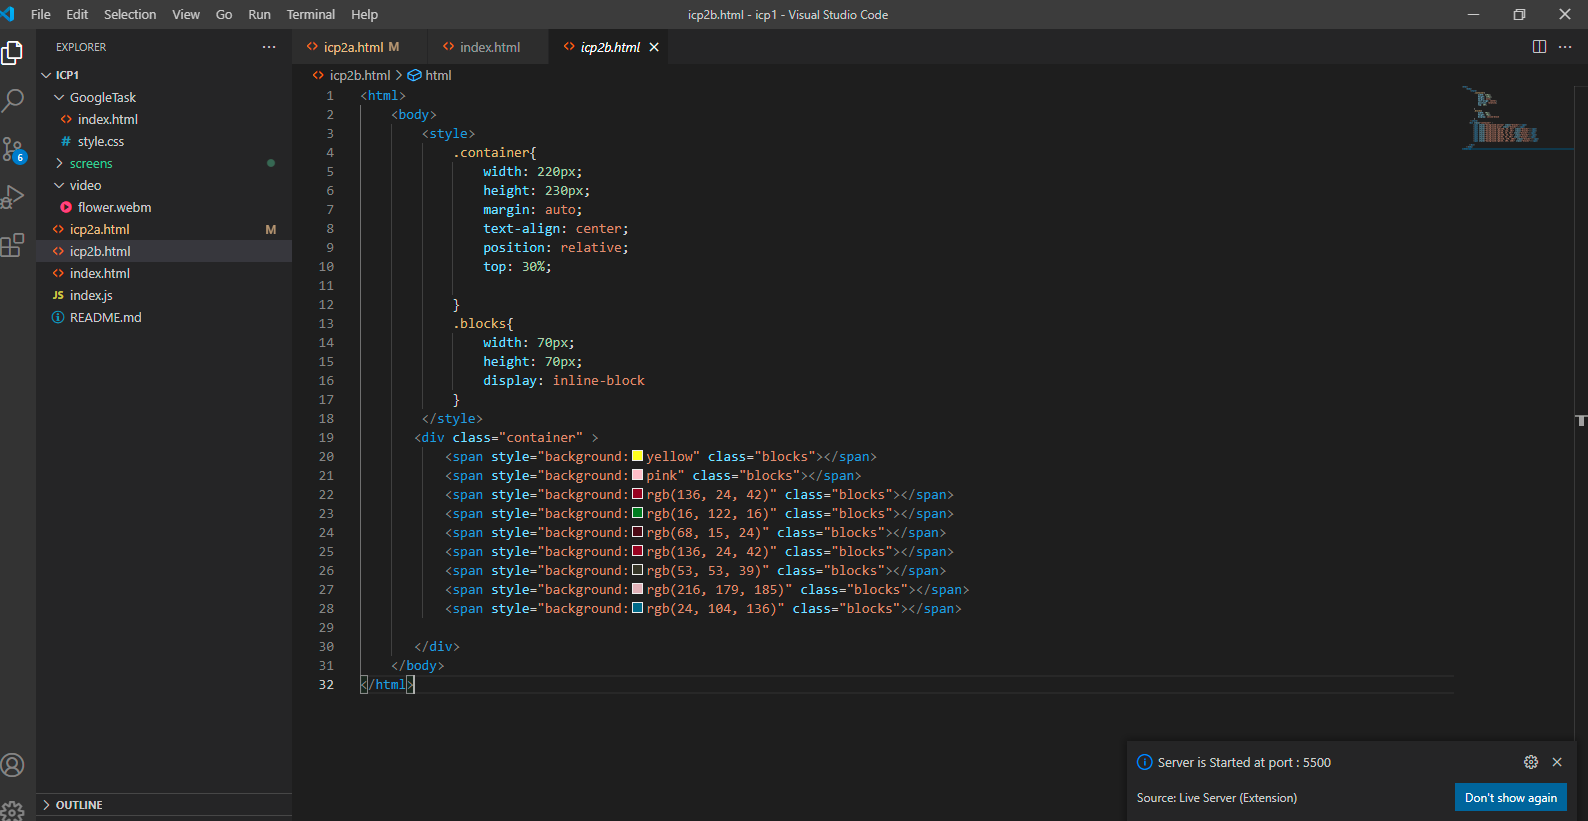 File Edit Selection View Go Run Terminal Help
icp2b.html - icp1 - Visual Studio Code
EXPLORER
ICP1
GoogleTask
index.html
# style.css
screens
video
flower.webm
icp2a.html M
icp2b.html
index.html
JS index.js
README.md
OUTLINE
6
icp2a.html M
index.html
icp2b.html
icp2b.html > html
1 <html>
2 <body>
3 <style>
4 .container{
5 width: 220px;
6 height: 230px;
7 margin: auto;
8 text-align: center;
9 position: relative;
10 top: 30%;
11
12 }
13 .blocks{
14 width: 70px;
15 height: 70px;
16 display: inline-block
17 }
18 </style>
19 <div class="container" >
20 <span style="background:yellow" class="blocks"></span>
21 <span style="background:pink" class="blocks"></span>
22 <span style="background:rgb(136, 24, 42)" class="blocks"></span>
23 <span style="background:rgb(16, 122, 16)" class="blocks"></span>
24 <span style="background:rgb(68, 15, 24)" class="blocks"></span>
25 <span style="background:rgb(136, 24, 42)" class="blocks"></span>
26 <span style="background:rgb(53, 53, 39)" class="blocks"></span>
27 <span style="background:rgb(216, 179, 185)" class="blocks"></span>
28 <span style="background:rgb(24, 104, 136)" class="blocks"></span>
29
30 </div>
31 </body>
32 </html>
Server is Started at port : 5500
Source: Live Server (Extension)
Don't show again